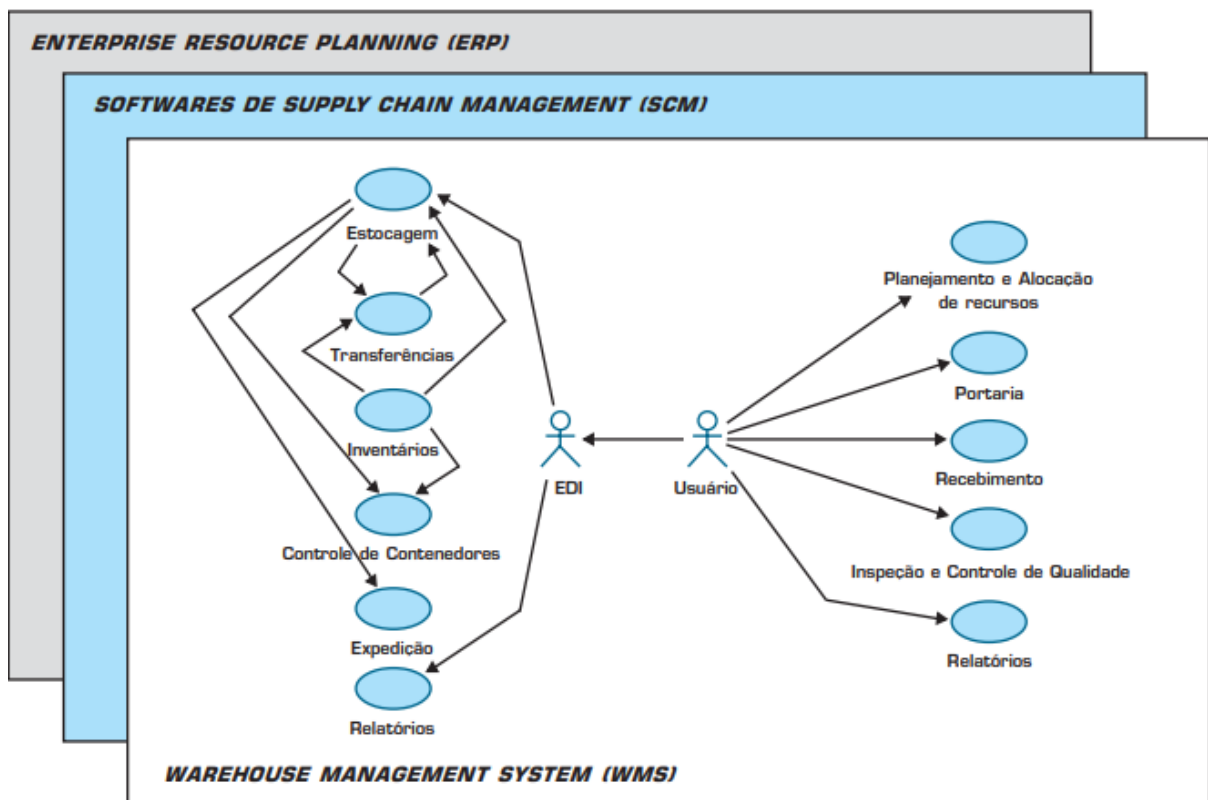 ENTERPRISE RESOURCE PLANNING (ERP)
SOFTWARES DE SUPPLY CHAIN MANAGEMENT (SCM)
Estocagem
Transferências
Inventários
Controle de Contenedores
Expedição
Relatórios
EDI
Usuário
Planejamento e Alocação
de recursos
Portaria
Recebimento
Inspeção e Controle de Qualidade
Relatórios
WAREHOUSE MANAGEMENT SYSTEM (WMS)